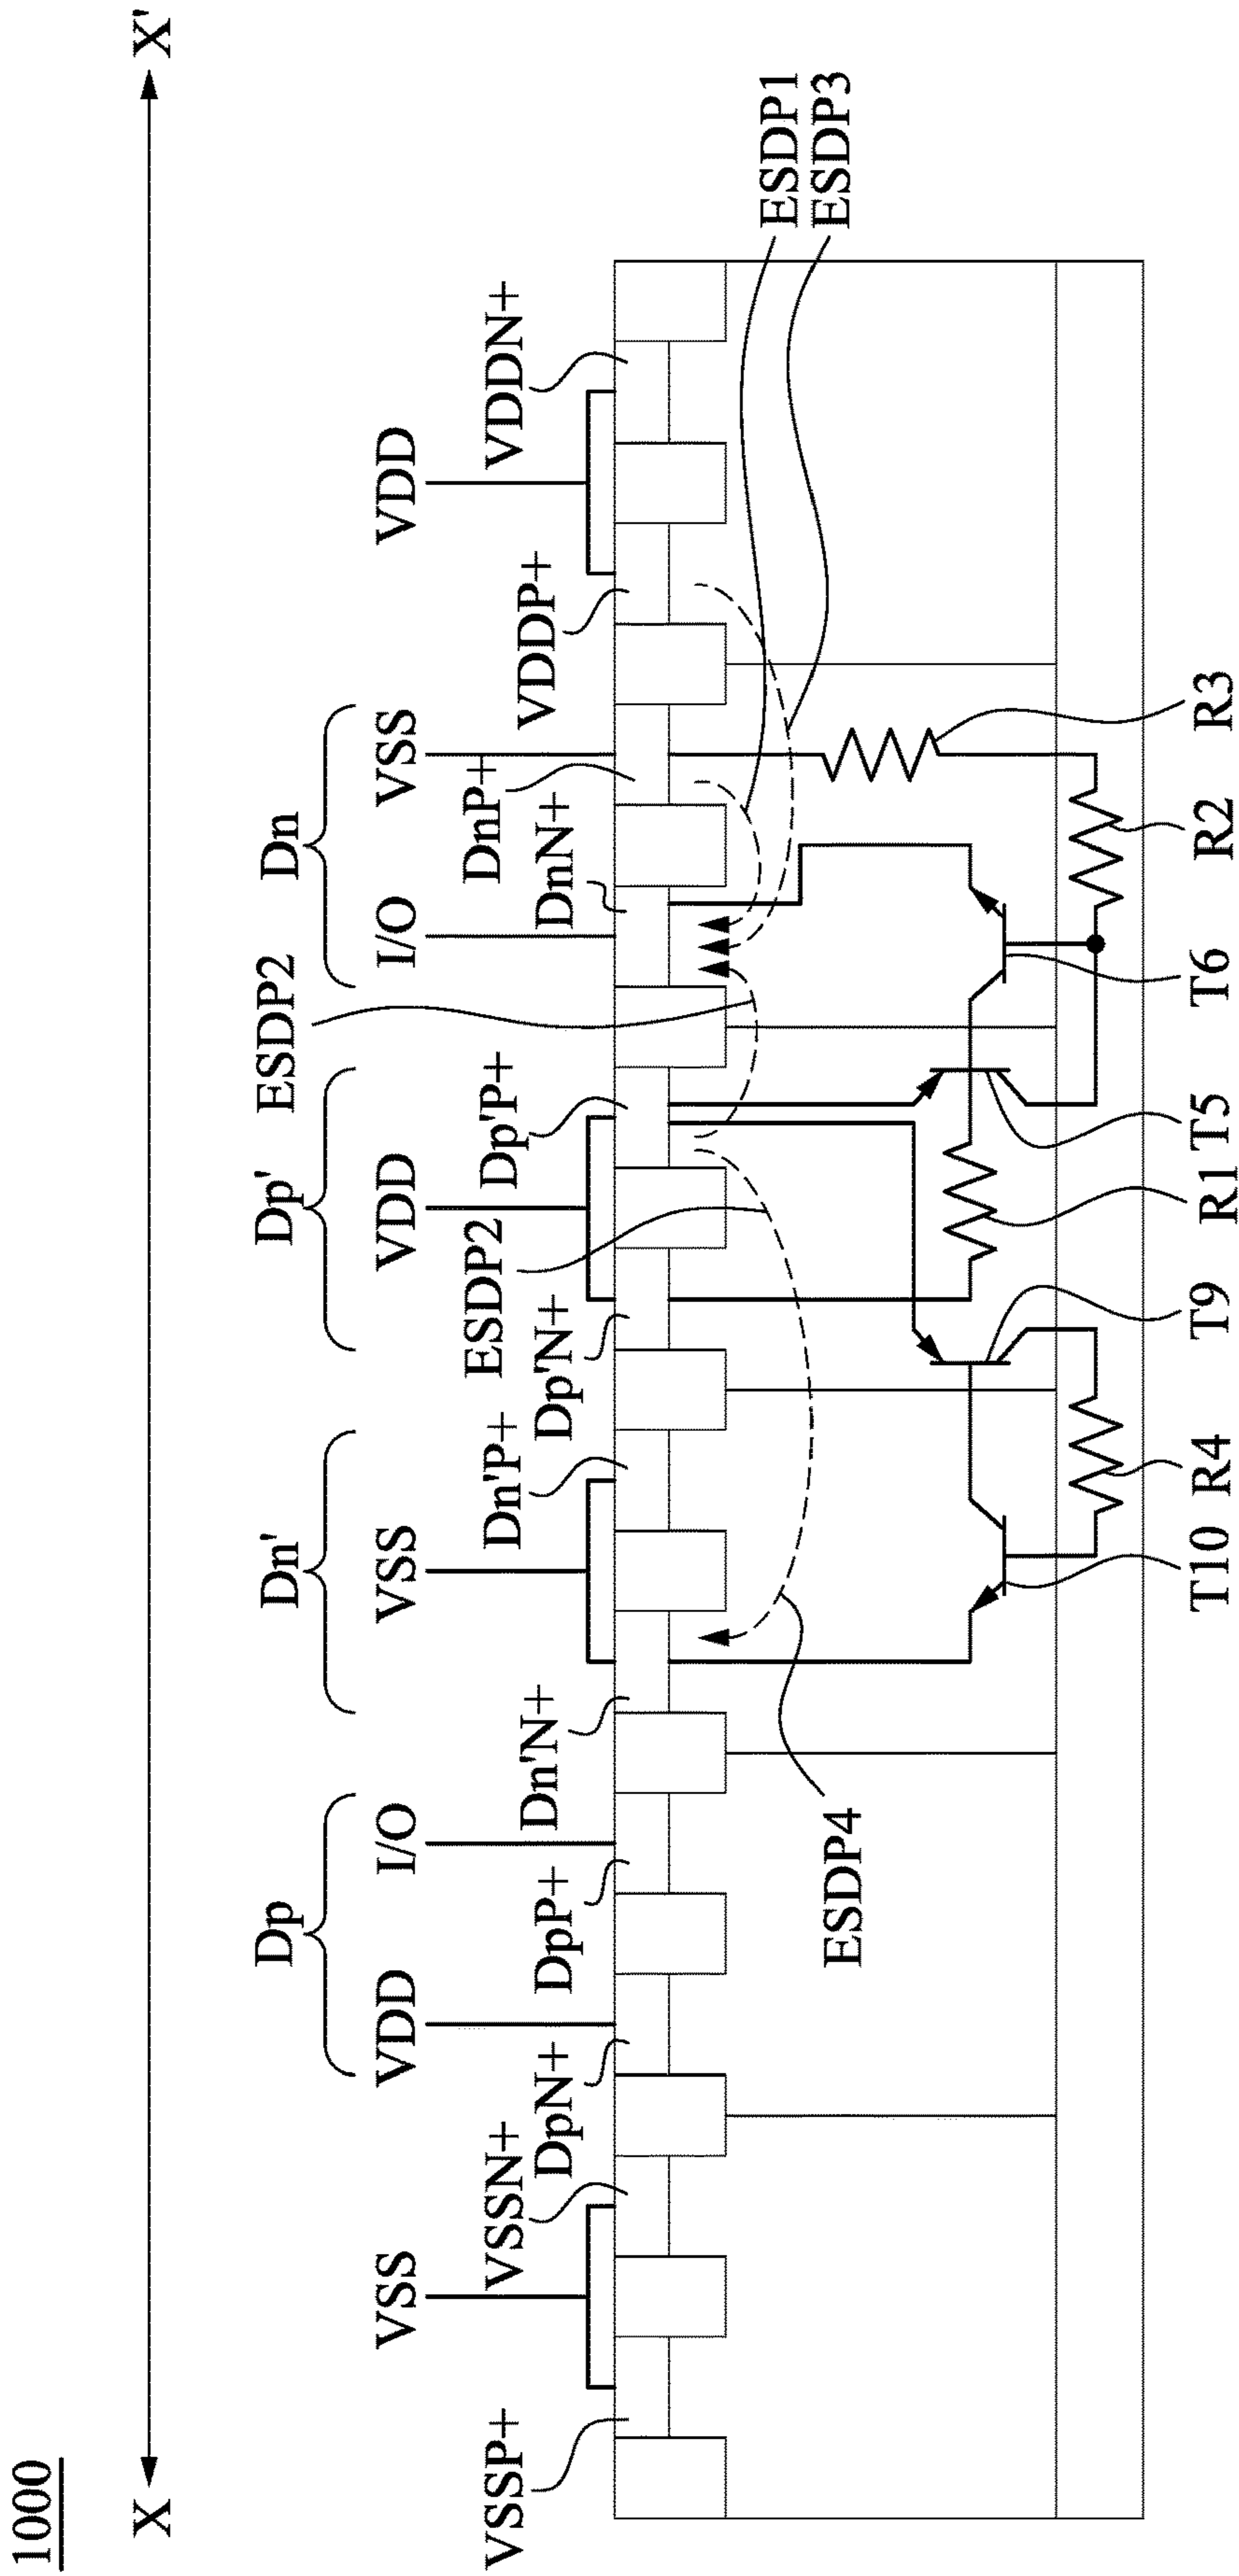 1000
X X'
Dp Dn' Dp' ESDP2 Dn
VSS VDD I/O VSS VDD I/O VSS VDD
VSSP+ VSSN+ DpN+ DpP+ Dn'N+ Dn'P+ ESDP2 Dp'N+ Dp'P+ DnN+ DnP+ VDDP+ VDDN+
ESDP1
ESDP4 ESDP3
T10 R4 T9 R1 T5 T6 R2 R3